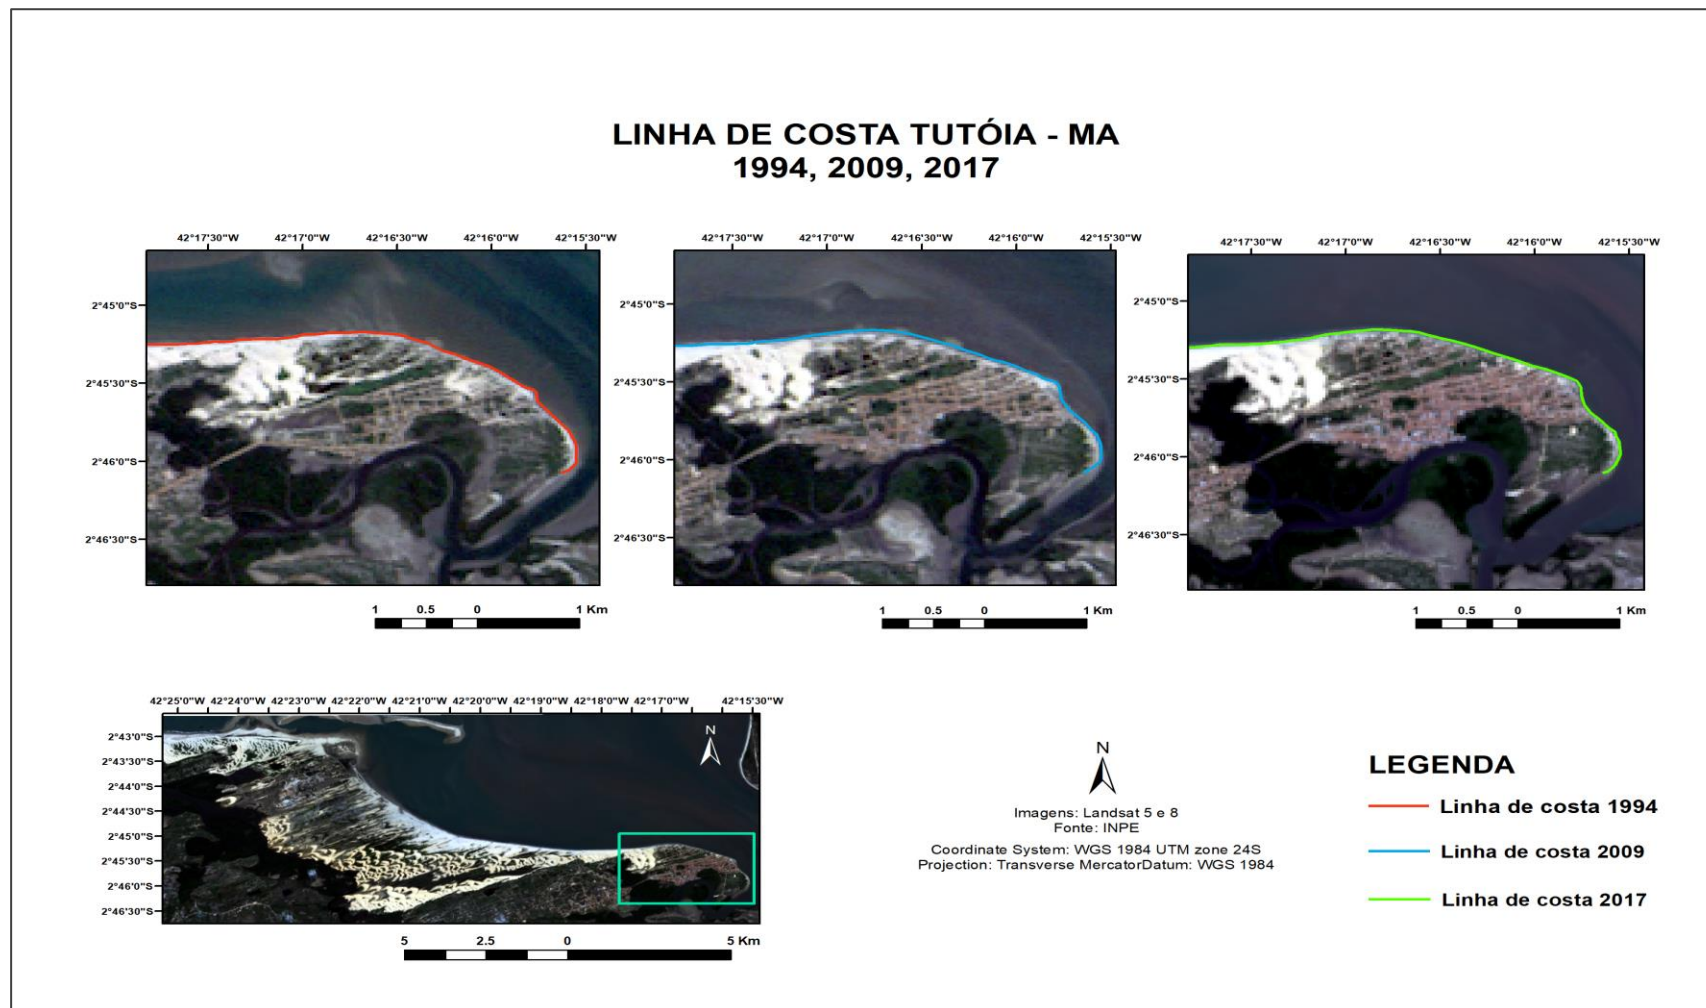 LINHA DE COSTA TUTÓIA - MA
1994, 2009, 2017
42°17'30"W 42°17'0"W 42°16'30"W 42°16'0"W 42°15'30"W
2°45'0"S
2°45'30"S
2°46'0"S
2°46'30"S
1 0.5 0 1 Km
42°17'30"W 42°17'0"W 42°16'30"W 42°16'0"W 42°15'30"W
2°45'0"S
2°45'30"S
2°46'0"S
2°46'30"S
1 0.5 0 1 Km
42°17'30"W 42°17'0"W 42°16'30"W 42°16'0"W 42°15'30"W
2°45'0"S
2°45'30"S
2°46'0"S
2°46'30"S
1 0.5 0 1 Km
42°25'0"W 42°24'0"W 42°23'0"W 42°22'0"W 42°21'0"W 42°20'0"W 42°19'0"W 42°18'0"W 42°17'0"W 42°15'30"W
2°43'0"S
2°43'30"S
2°44'0"S
2°44'30"S
2°45'0"S
2°45'30"S
2°46'0"S
2°46'30"S
N
5 2.5 0 5 Km
N
Imagens: Landsat 5 e 8
Fonte: INPE
Coordinate System: WGS 1984 UTM zone 24S
Projection: Transverse MercatorDatum: WGS 1984
LEGENDA
Linha de costa 1994
Linha de costa 2009
Linha de costa 2017